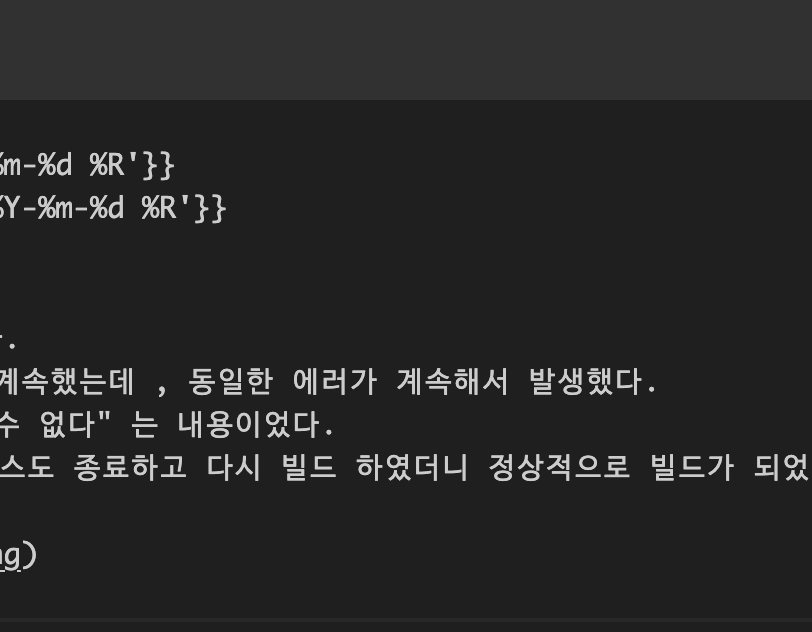 %m-%d %R'}}
%Y-%m-%d %R'}}
.
계속했는데 , 동일한 에러가 계속해서 발생했다.
수 없다" 는 내용이었다.
스도 종료하고 다시 빌드 하였더니 정상적으로 빌드가 되었
ng)